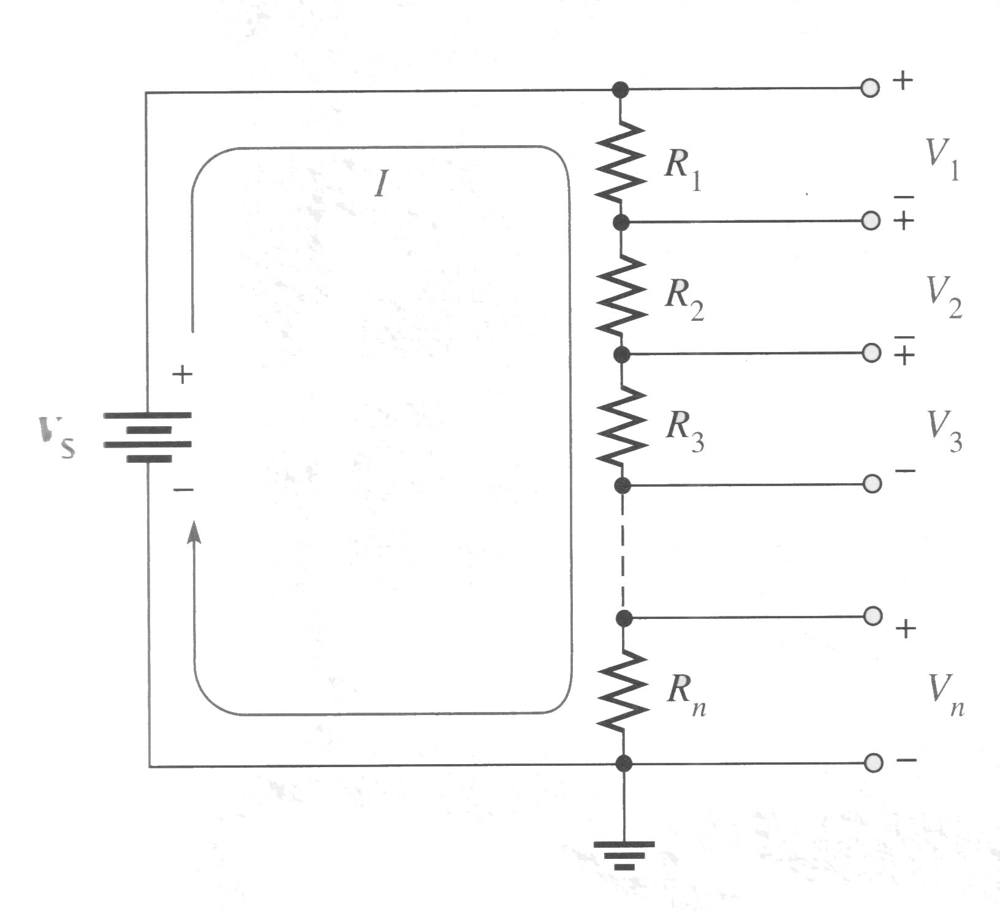 +
V₁
I
R₁
−
+
R₂
V₂
−
+
+
Vₛ
R₃
V₃
−
−
+
Rₙ
Vₙ
−